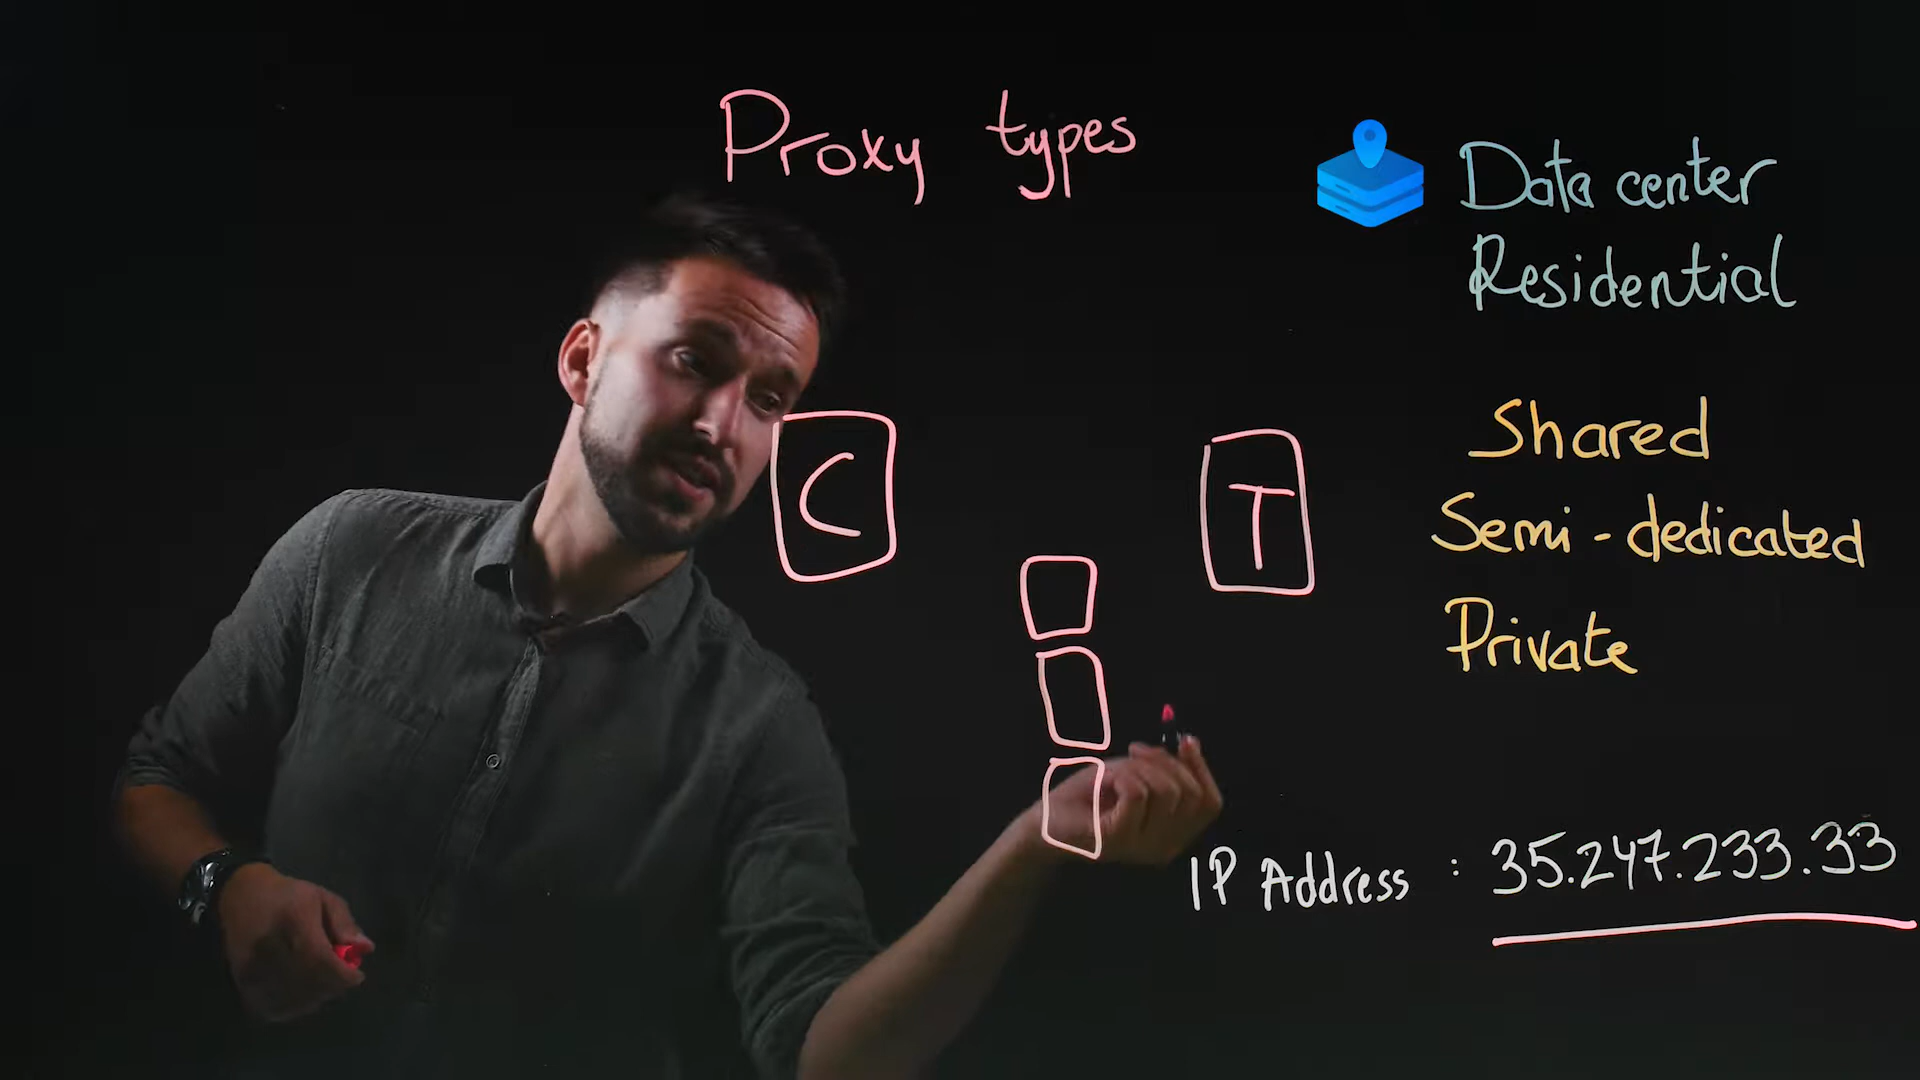 Proxy types
Data center
Residential
C
T
Shared
Semi-dedicated
Private
IP Address : 35.247.233.33